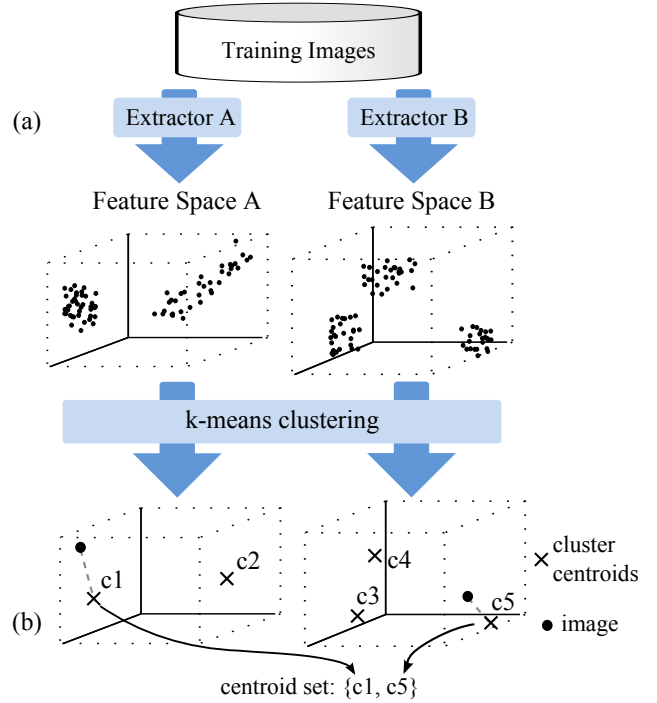 Training Images
(a)
Extractor A
Extractor B
Feature Space A
Feature Space B
k-means clustering
c1
c2
c4
c3
c5
cluster
centroids
image
(b)
centroid set: {c1, c5}